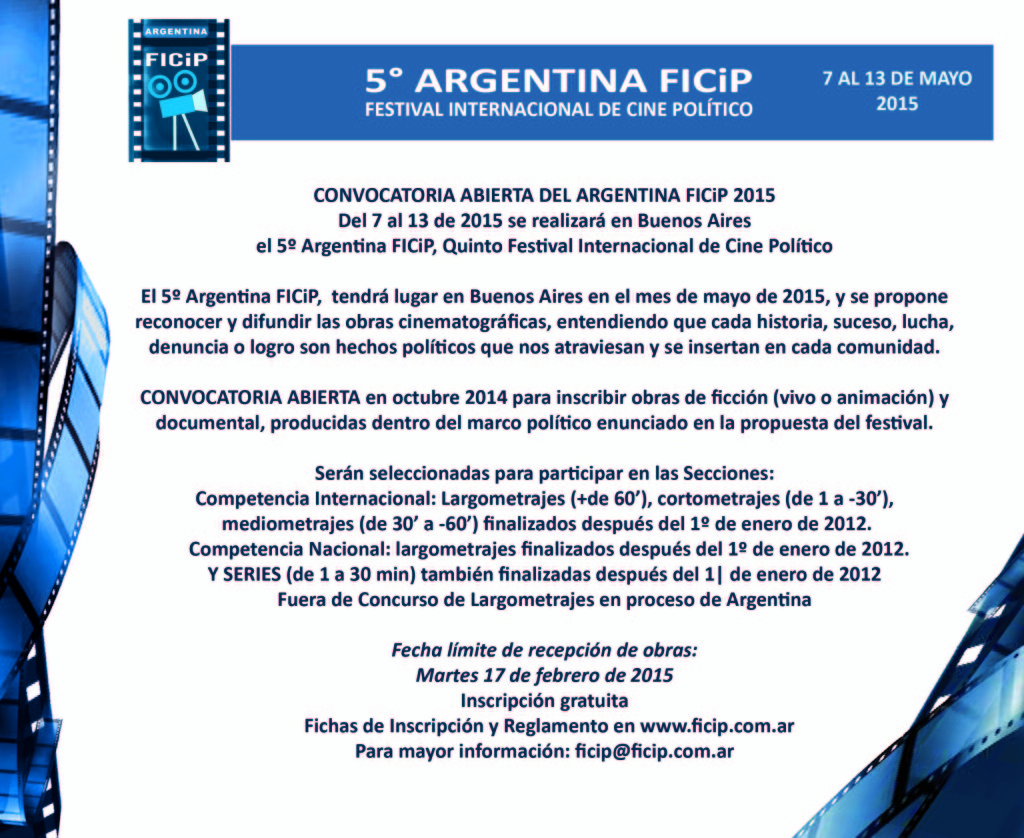 ARGENTINA
FICiP
5° ARGENTINA FICiP
FESTIVAL INTERNACIONAL DE CINE POLÍTICO
7 AL 13 DE MAYO
2015
CONVOCATORIA ABIERTA DEL ARGENTINA FICiP 2015
Del 7 al 13 de 2015 se realizará en Buenos Aires
el 5º Argentina FICiP, Quinto Festival Internacional de Cine Político
El 5º Argentina FICiP, tendrá lugar en Buenos Aires en el mes de mayo de 2015, y se propone
reconocer y difundir las obras cinematográficas, entendiendo que cada historia, suceso, lucha,
denuncia o logro son hechos políticos que nos atraviesan y se insertan en cada comunidad.
CONVOCATORIA ABIERTA en octubre 2014 para inscribir obras de ficción (vivo o animación) y
documental, producidas dentro del marco político enunciado en la propuesta del festival.
Serán seleccionadas para participar en las Secciones:
Competencia Internacional: Largometrajes (+de 60’), cortometrajes (de 1 a -30’),
mediometrajes (de 30’ a -60’) finalizados después del 1º de enero de 2012.
Competencia Nacional: largometrajes finalizados después del 1º de enero de 2012.
Y SERIES (de 1 a 30 min) también finalizadas después del 1| de enero de 2012
Fuera de Concurso de Largometrajes en proceso de Argentina
Fecha límite de recepción de obras:
Martes 17 de febrero de 2015
Inscripción gratuita
Fichas de Inscripción y Reglamento en www.ficip.com.ar
Para mayor información: ficip@ficip.com.ar